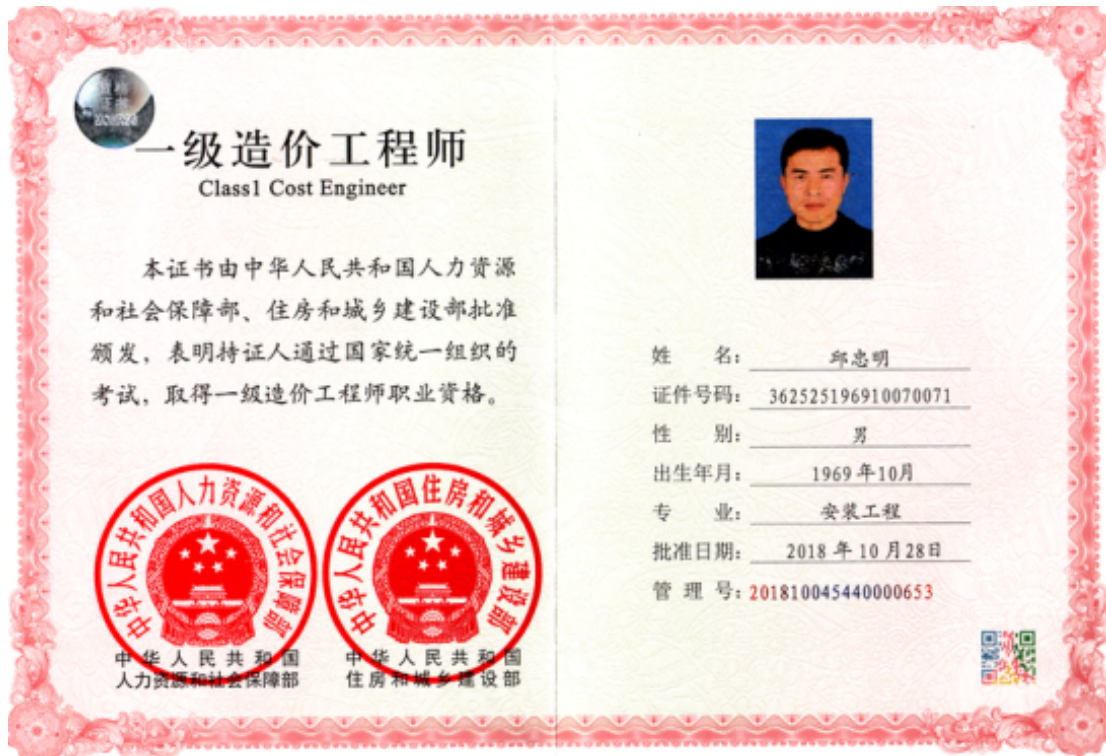 一级造价工程师
Class1 Cost Engineer
本证书由中华人民共和国人力资源
和社会保障部、住房和城乡建设部批准
颁发，表明持证人通过国家统一组织的
考试，取得一级造价工程师职业资格。
中华人民共和国人力资源和社会保障部
中华人民共和国住房和城乡建设部
中华人民共和国
人力资源和社会保障部
中华人民共和国
住房和城乡建设部
姓 名：邱忠明
证件号码：362525196910070071
性 别：男
出生年月：1969年10月
专 业：安装工程
批准日期：2018年10月28日
管 理 号：201810045440000653